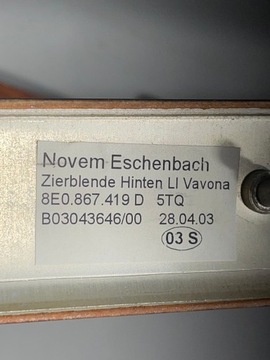 Novem Eschenbach
Zierblende Hinten LI Vavona
8E0.867.419 D 5TQ
B03043646/00 28.04.03
03 S